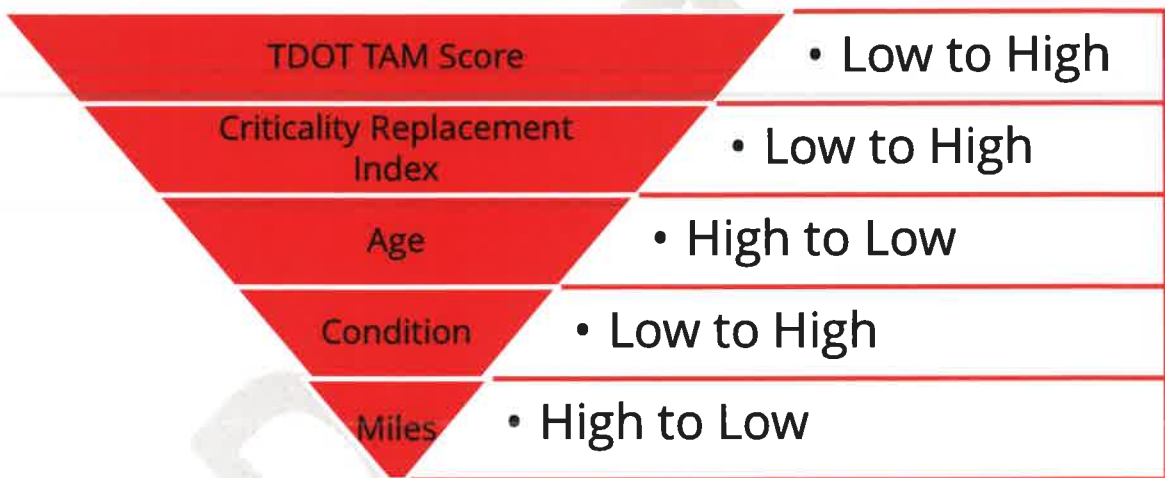 TDOT TAM Score
• Low to High
Criticality Replacement
Index
• Low to High
Age
• High to Low
Condition
• Low to High
Miles
• High to Low